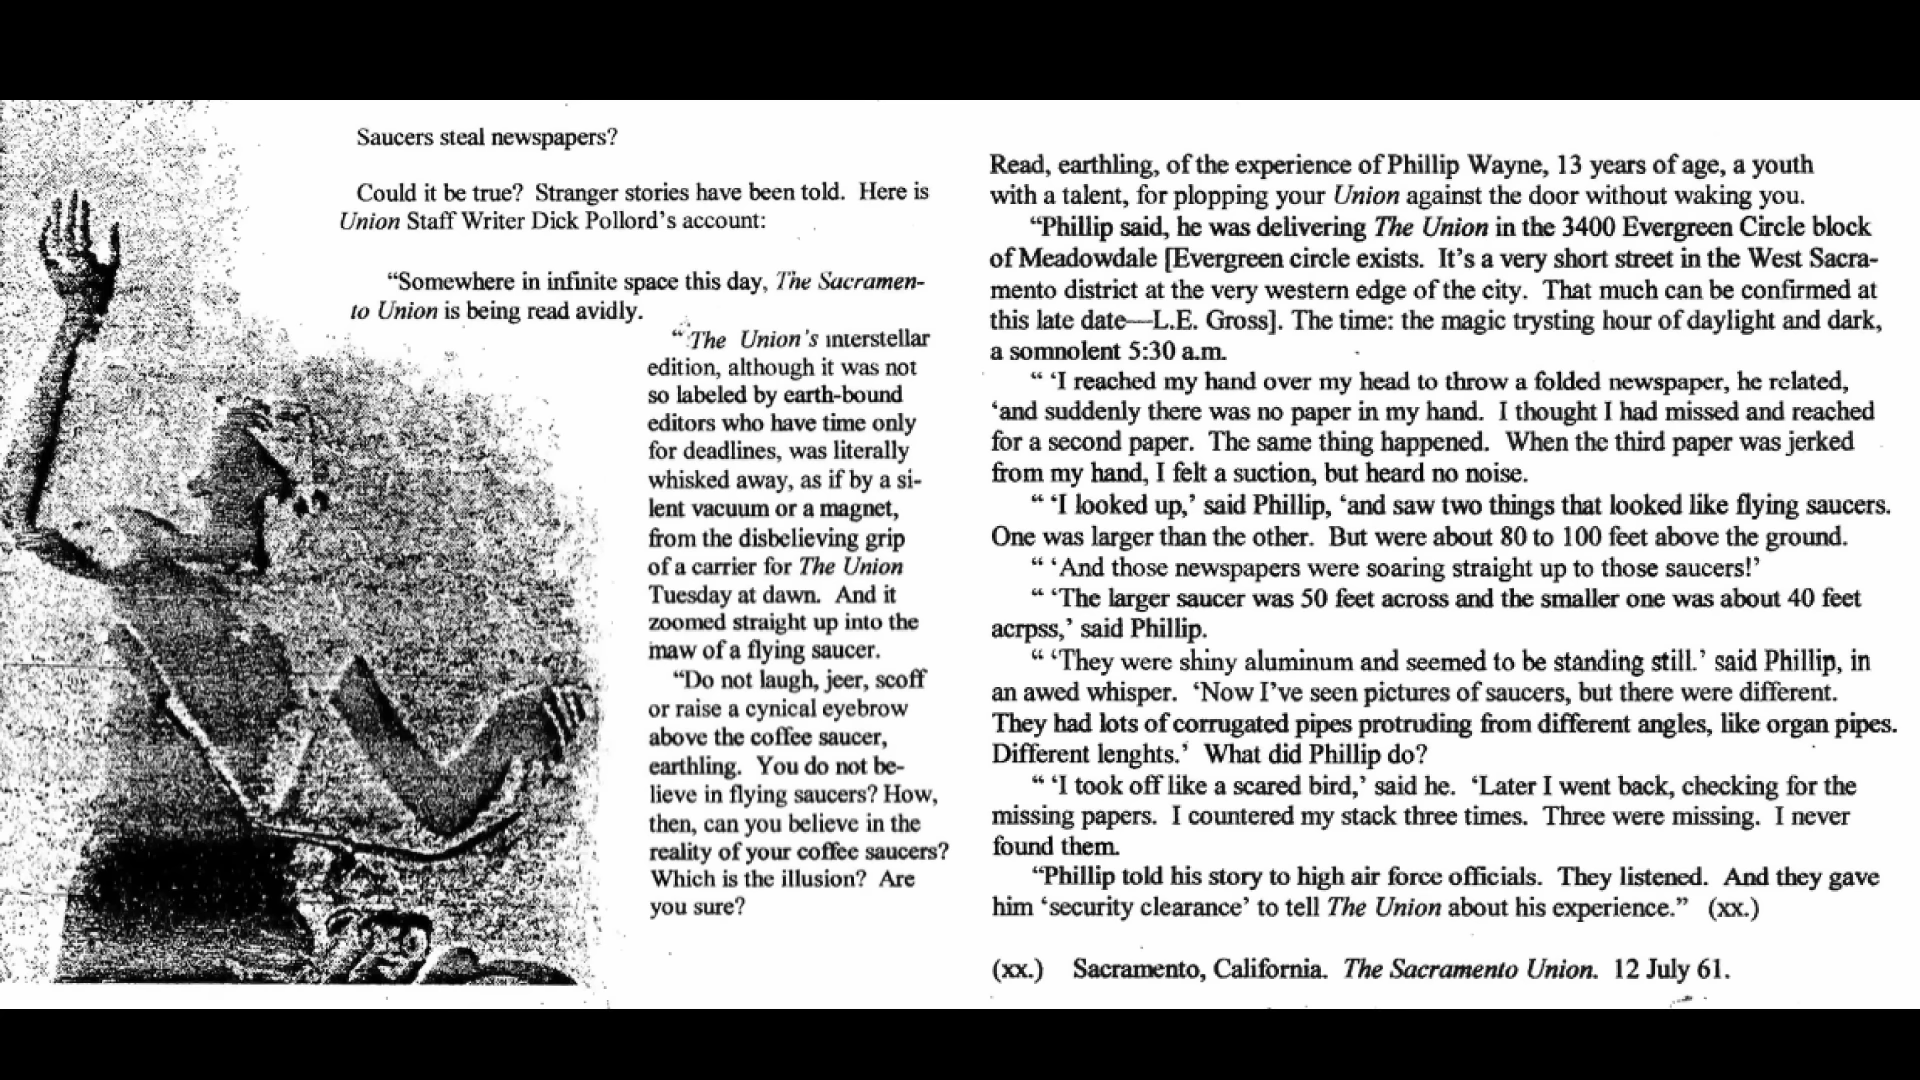 Saucers steal newspapers?
Could it be true? Stranger stories have been told. Here is
Union Staff Writer Dick Pollord's account:
“Somewhere in infinite space this day, The Sacramen-
to Union is being read avidly.
“The Union's interstellar
edition, although it was not
so labeled by earth-bound
editors who have time only
for deadlines, was literally
whisked away, as if by a si-
lent vacuum or a magnet,
from the disbelieving grip
of a carrier for The Union
Tuesday at dawn. And it
zoomed straight up into the
maw of a flying saucer.
“Do not laugh, jeer, scoff
or raise a cynical eyebrow
above the coffee saucer,
earthling. You do not be-
lieve in flying saucers? How,
then, can you believe in the
reality of your coffee saucers?
Which is the illusion? Are
you sure?
Read, earthling, of the experience of Phillip Wayne, 13 years of age, a youth
with a talent, for plopping your Union against the door without waking you.
“Phillip said, he was delivering The Union in the 3400 Evergreen Circle block
of Meadowdale [Evergreen circle exists. It's a very short street in the West Sacra-
mento district at the very western edge of the city. That much can be confirmed at
this late date—L.E. Gross]. The time: the magic trysting hour of daylight and dark,
a somnolent 5:30 a.m.
“ ‘I reached my hand over my head to throw a folded newspaper, he related,
‘and suddenly there was no paper in my hand. I thought I had missed and reached
for a second paper. The same thing happened. When the third paper was jerked
from my hand, I felt a suction, but heard no noise.
“ ‘I looked up,’ said Phillip, ‘and saw two things that looked like flying saucers.
One was larger than the other. But were about 80 to 100 feet above the ground.
“ ‘And those newspapers were soaring straight up to those saucers!’
“ ‘The larger saucer was 50 feet across and the smaller one was about 40 feet
acrpss,’ said Phillip.
“ ‘They were shiny aluminum and seemed to be standing still.’ said Phillip, in
an awed whisper. ‘Now I've seen pictures of saucers, but there were different.
They had lots of corrugated pipes protruding from different angles, like organ pipes.
Different lenghts.’ What did Phillip do?
“ ‘I took off like a scared bird,’ said he. ‘Later I went back, checking for the
missing papers. I countered my stack three times. Three were missing. I never
found them.
“Phillip told his story to high air force officials. They listened. And they gave
him ‘security clearance’ to tell The Union about his experience.” (xx.)
(xx.) Sacramento, California. The Sacramento Union. 12 July 61.